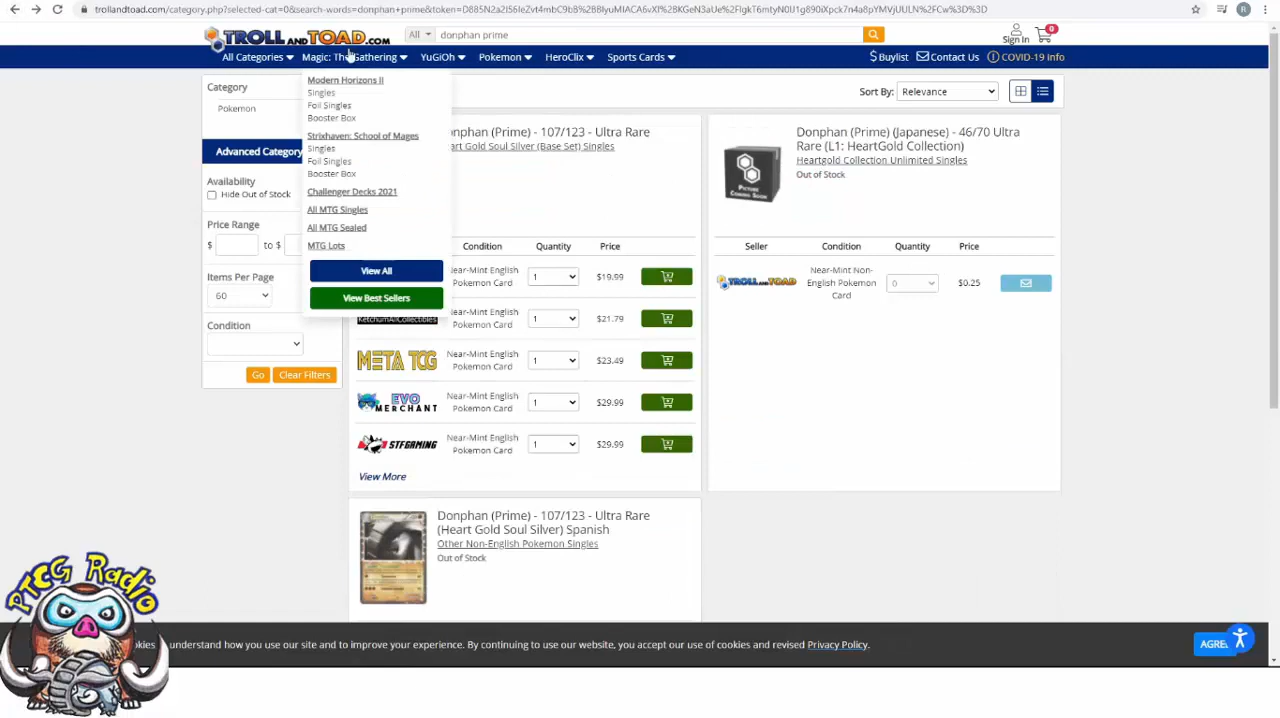 trollandtoad.com/category.php?selected-cat=0&search-words=donphan+prime&token=
TROLL AND TOAD.COM
All
donphan prime
Sign In
0
All Categories
Magic: The Gathering
YuGiOh
Pokemon
HeroClix
Sports Cards
$Buylist
Contact Us
COVID-19 Info
Category
Pokemon
Advanced Category
Availability
Hide Out of Stock
Price Range
$ to $
Items Per Page
60
Condition
Go
Clear Filters
Modern Horizons II
Singles
Foil Singles
Booster Box
Strixhaven: School of Mages
Singles
Foil Singles
Booster Box
Challenger Decks 2021
All MTG Singles
All MTG Sealed
MTG Lots
View All
View Best Sellers
Sort By:
Relevance
nphan (Prime) - 107/123 - Ultra Rare
art Gold Soul Silver (Base Set) Singles
Condition Quantity Price
Near-Mint English
Pokemon Card
1
$19.99
KetchumAllCollectibles
Near-Mint English
Pokemon Card
1
$21.79
META TCG
Near-Mint English
Pokemon Card
1
$23.49
EVO
MERCHANT
Near-Mint English
Pokemon Card
1
$29.99
STFGAMING
Near-Mint English
Pokemon Card
1
$29.99
View More
PICTURE
COMING SOON
Donphan (Prime) (Japanese) - 46/70 Ultra
Rare (L1: HeartGold Collection)
Heartgold Collection Unlimited Singles
Out of Stock
Seller Condition Quantity Price
TROLL AND TOAD
Near-Mint Non-
English Pokemon
Card
0
$0.25
Donphan (Prime) - 107/123 - Ultra Rare
(Heart Gold Soul Silver) Spanish
Other Non-English Pokemon Singles
Out of Stock
okies understand how you use our site and to improve your experience. By continuing to use our website, you accept our use of cookies and revised Privacy Policy.
AGREE
PTCG Radio